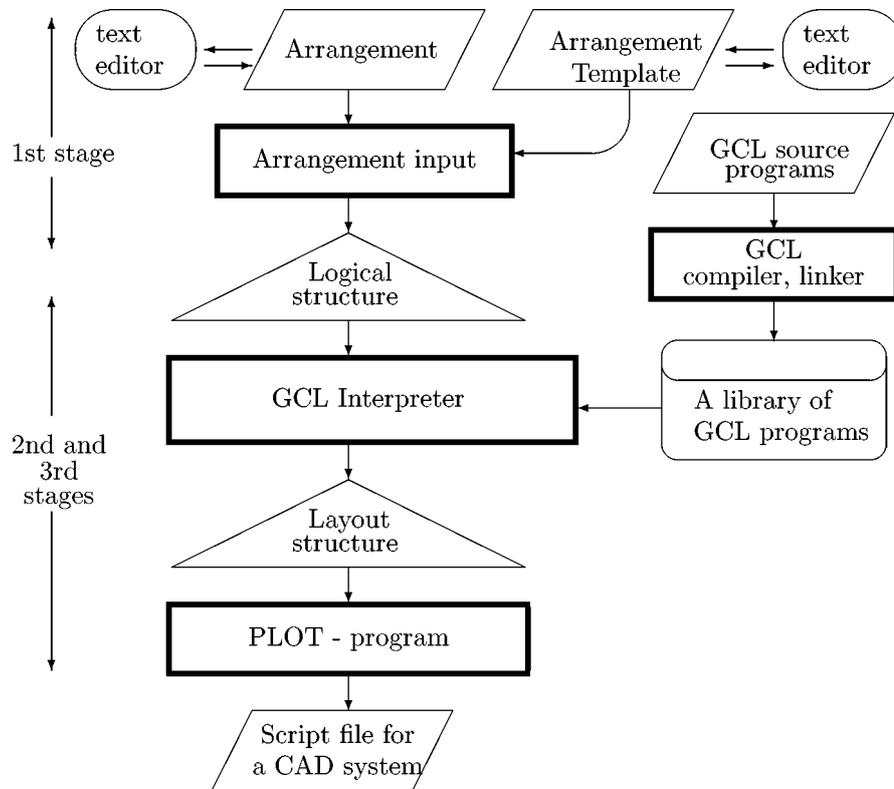 text
editor
Arrangement
Arrangement
Template
text
editor
1st stage
Arrangement input
GCL source
programs
GCL
compiler, linker
Logical
structure
GCL Interpreter
A library of
GCL programs
2nd and
3rd
stages
Layout
structure
PLOT - program
Script file for
a CAD system